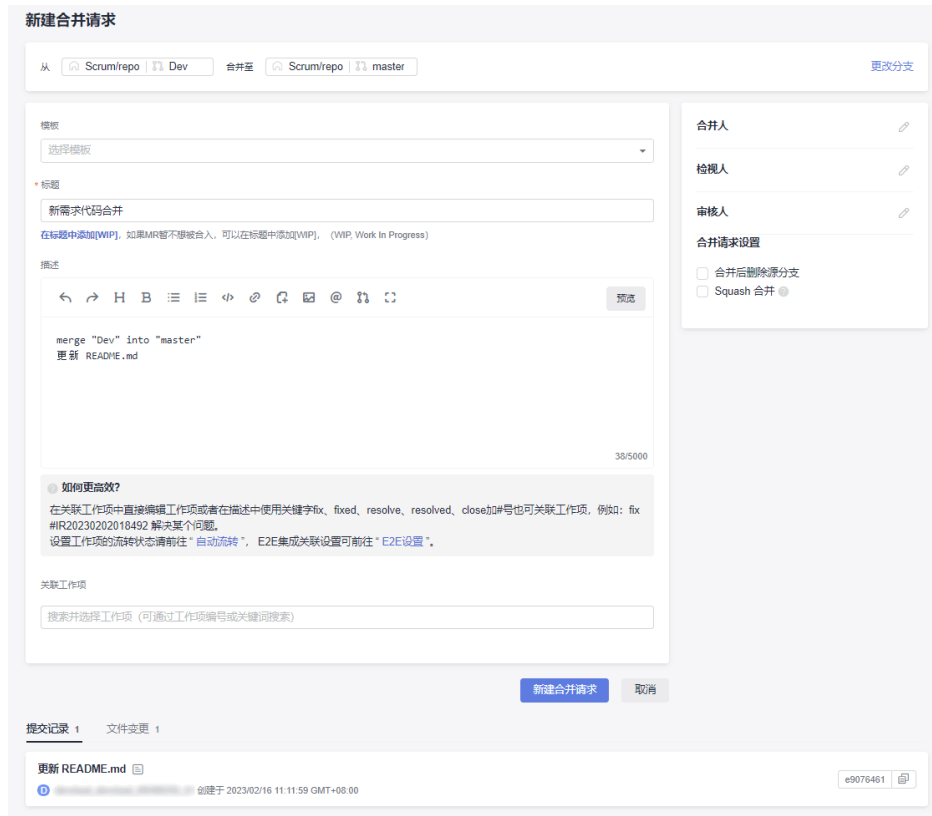 新建合并请求
从 Scrum/repo Dev 合并至 Scrum/repo master 更改分支
模板
选择模板
* 标题
新需求代码合并
在标题中添加[WIP]，如果MR暂不想被合入，可以在标题中添加[WIP]，（WIP, Work In Progress）
描述
预览
merge "Dev" into "master"
更新 README.md
38/5000
如何更高效?
在关联工作项中直接编辑工作项或者在描述中使用关键字fix、fixed、resolve、resolved、close加#号也可关联工作项，例如：fix
#IR20230202018492 解决某个问题。
设置工作项的流转状态请前往“ 自动流转 ”， E2E集成关联设置可前往“ E2E设置 ”。
关联工作项
搜索并选择工作项（可通过工作项编号或关键词搜索）
合并人
检视人
审核人
合并请求设置
合并后删除源分支
Squash 合并
新建合并请求 取消
提交记录 1 文件变更 1
更新 README.md
D 创建于 2023/02/16 11:11:59 GMT+08:00
e9076461